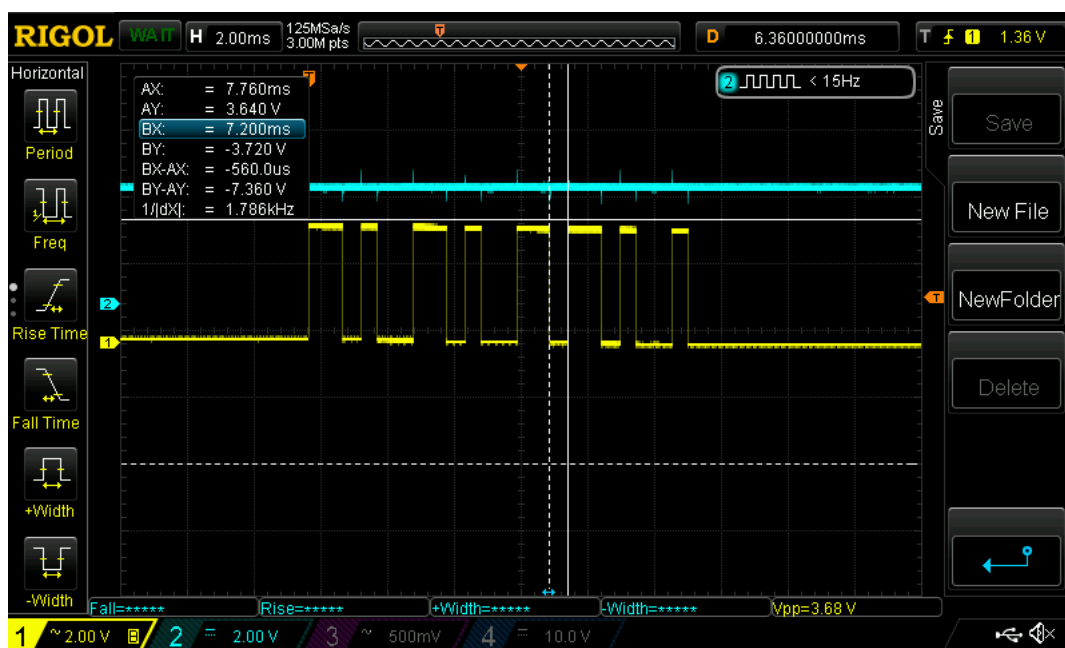 RIGOL WAIT H 2.00ms 125MSa/s 3.00M pts T D 6.36000000ms T 1 1.36 V
Horizontal
Period
Freq
Rise Time
Fall Time
+Width
-Width
T
AX: = 7.760ms
AY: = 3.640 V
BX: = 7.200ms
BY: = -3.720 V
BX-AX: = -560.0us
BY-AY: = -7.360 V
1/|dX|: = 1.786kHz
2 < 15Hz
2
1
T
Save
Save
New File
NewFolder
Delete
Fall=***** Rise=***** +Width=***** -Width=***** Vpp=3.68 V
1 ~ 2.00 V B 2 = 2.00 V 3 ~ 500mV 4 = 10.0 V